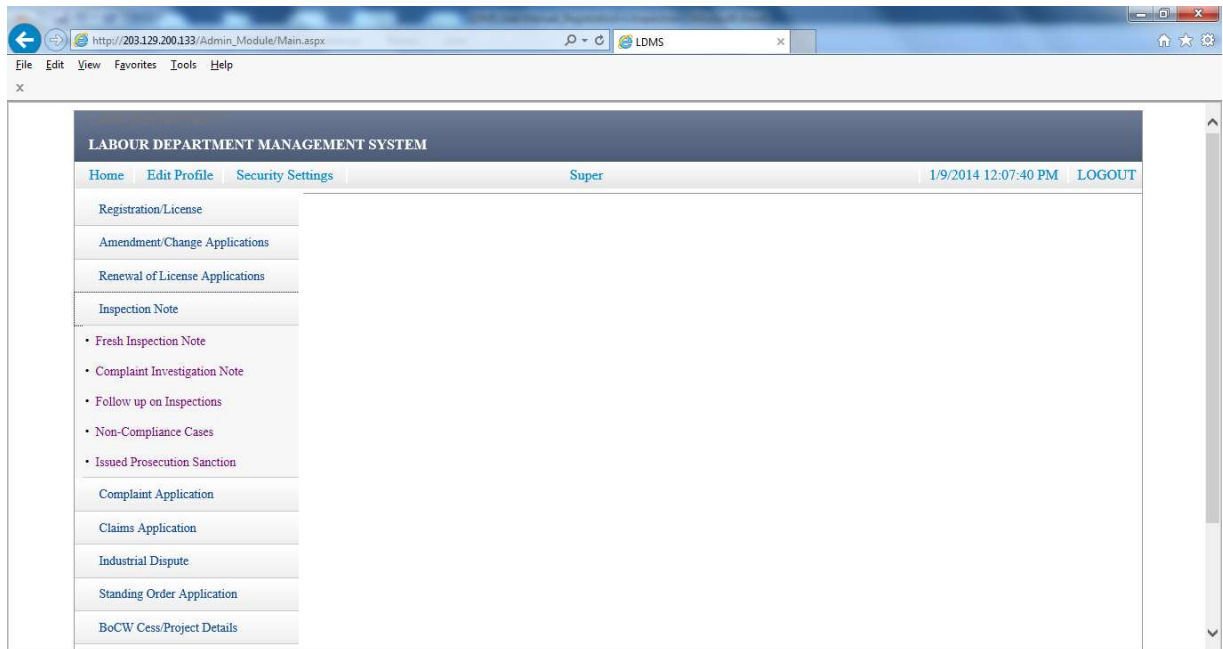 http://203.129.200.133/Admin_Module/Main.aspx LDMS
File Edit View Favorites Tools Help
LABOUR DEPARTMENT MANAGEMENT SYSTEM
Home Edit Profile Security Settings Super 1/9/2014 12:07:40 PM LOGOUT
Registration/License
Amendment/Change Applications
Renewal of License Applications
Inspection Note
• Fresh Inspection Note
• Complaint Investigation Note
• Follow up on Inspections
• Non-Compliance Cases
• Issued Prosecution Sanction
Complaint Application
Claims Application
Industrial Dispute
Standing Order Application
BoCW Cess/Project Details